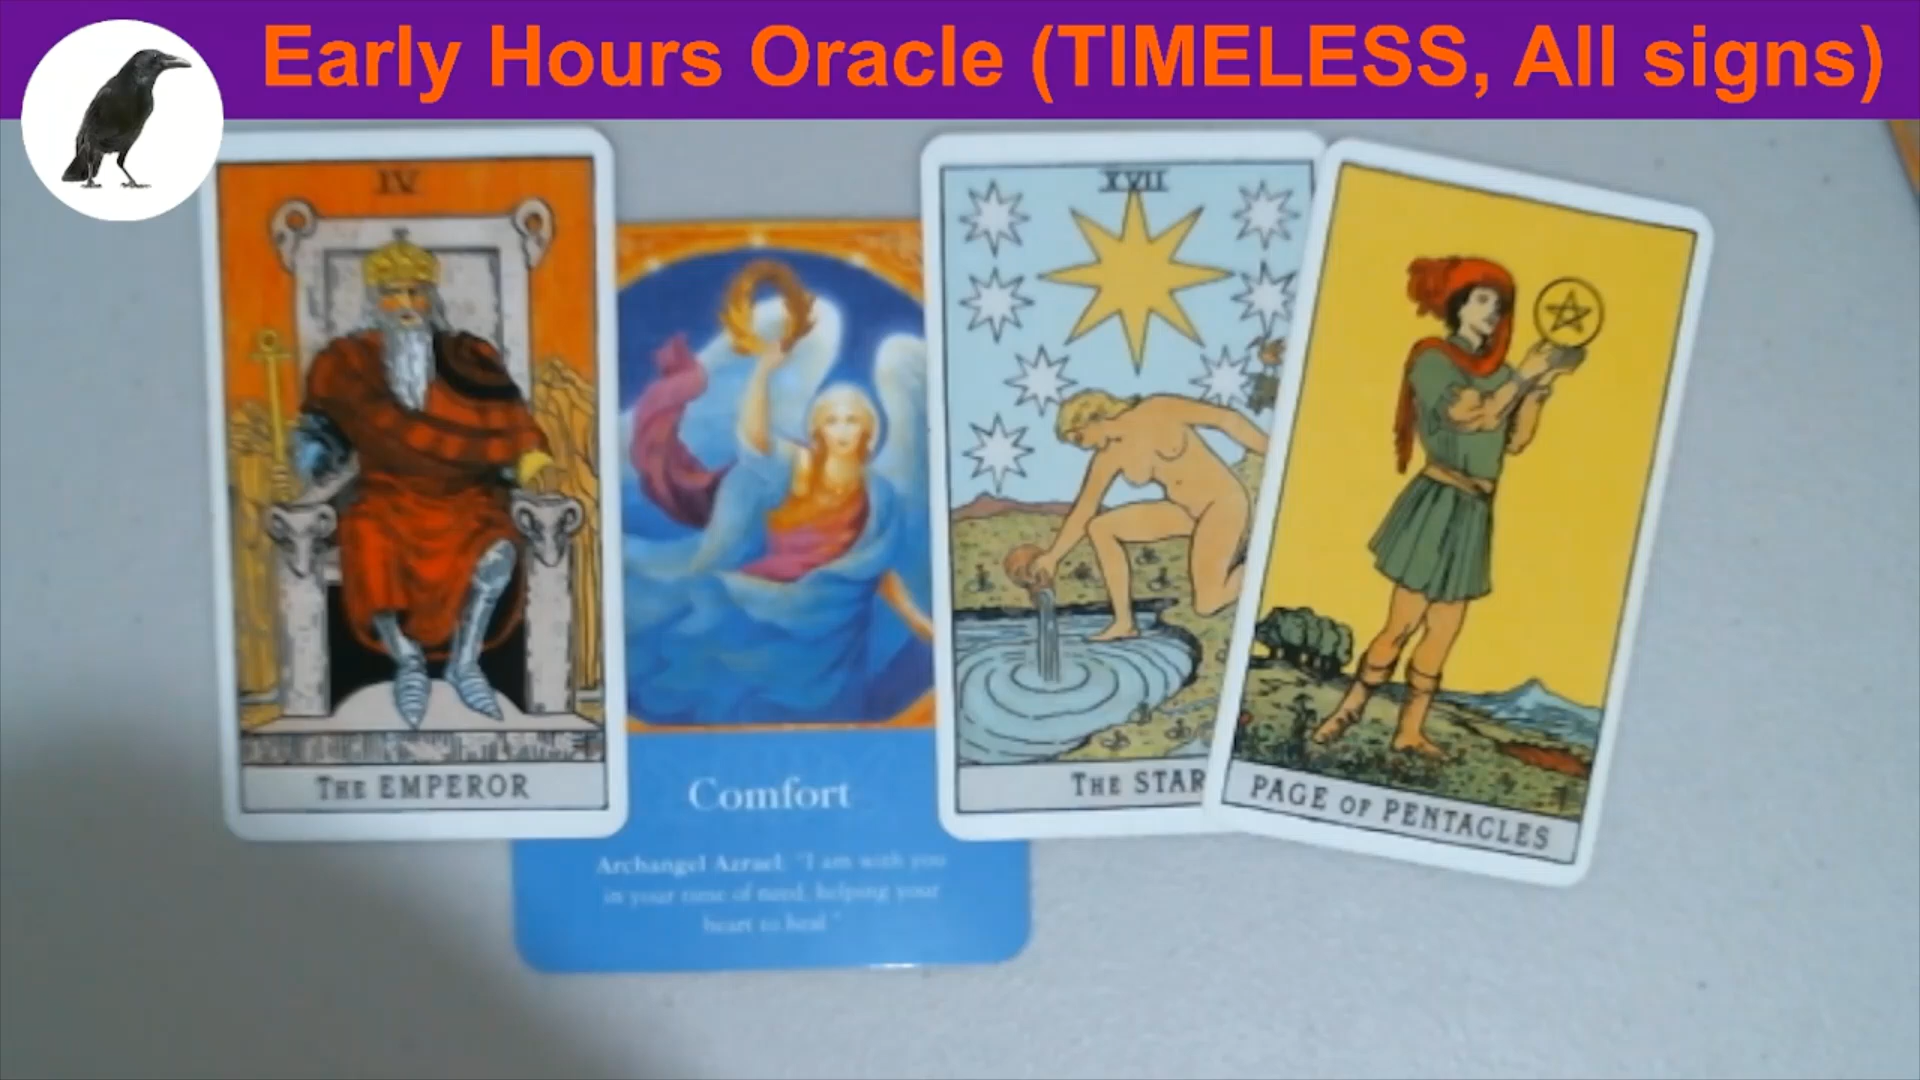 Early Hours Oracle (TIMELESS, All signs)
IV
THE EMPEROR
Comfort
Archangel Azrael: "I am with you
in your time of need, helping your
heart to heal."
XVII
THE STAR
PAGE OF PENTACLES